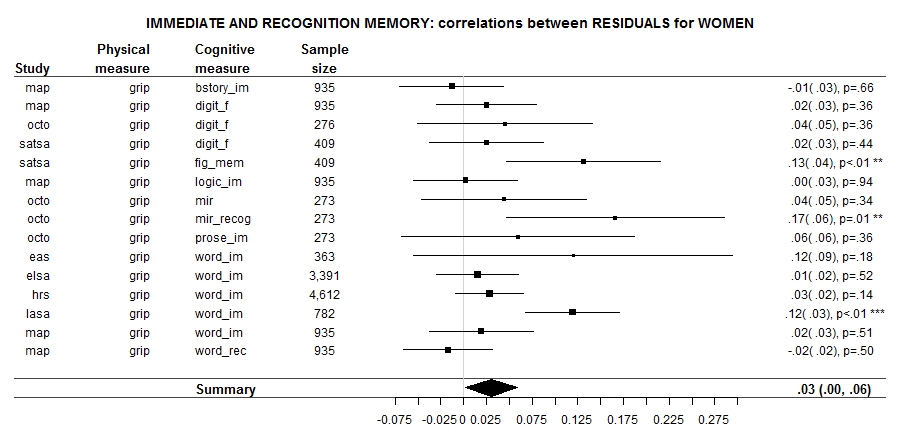 IMMEDIATE AND RECOGNITION MEMORY: correlations between RESIDUALS for WOMEN
Physical Cognitive Sample
Study measure measure size
map grip bstory_im 935 -.01( .03), p=.66
map grip digit_f 935 .02( .03), p=.36
octo grip digit_f 276 .04( .05), p=.36
satsa grip digit_f 409 .02( .03), p=.44
satsa grip fig_mem 409 .13( .04), p<.01 **
map grip logic_im 935 .00( .03), p=.94
octo grip mir 273 .04( .05), p=.34
octo grip mir_recog 273 .17( .06), p=.01 **
octo grip prose_im 273 .06( .06), p=.36
eas grip word_im 363 .12( .09), p=.18
elsa grip word_im 3,391 .01( .02), p=.52
hrs grip word_im 4,612 .03( .02), p=.14
lasa grip word_im 782 .12( .03), p<.01 ***
map grip word_im 935 .02( .03), p=.51
map grip word_rec 935 -.02( .02), p=.50
Summary .03 (.00, .06)
-0.075 -0.025 0 0.025 0.075 0.125 0.175 0.225 0.275